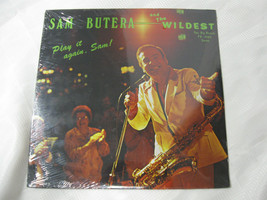 SAM BUTERA and the WILDEST
Play it
again, Sam!